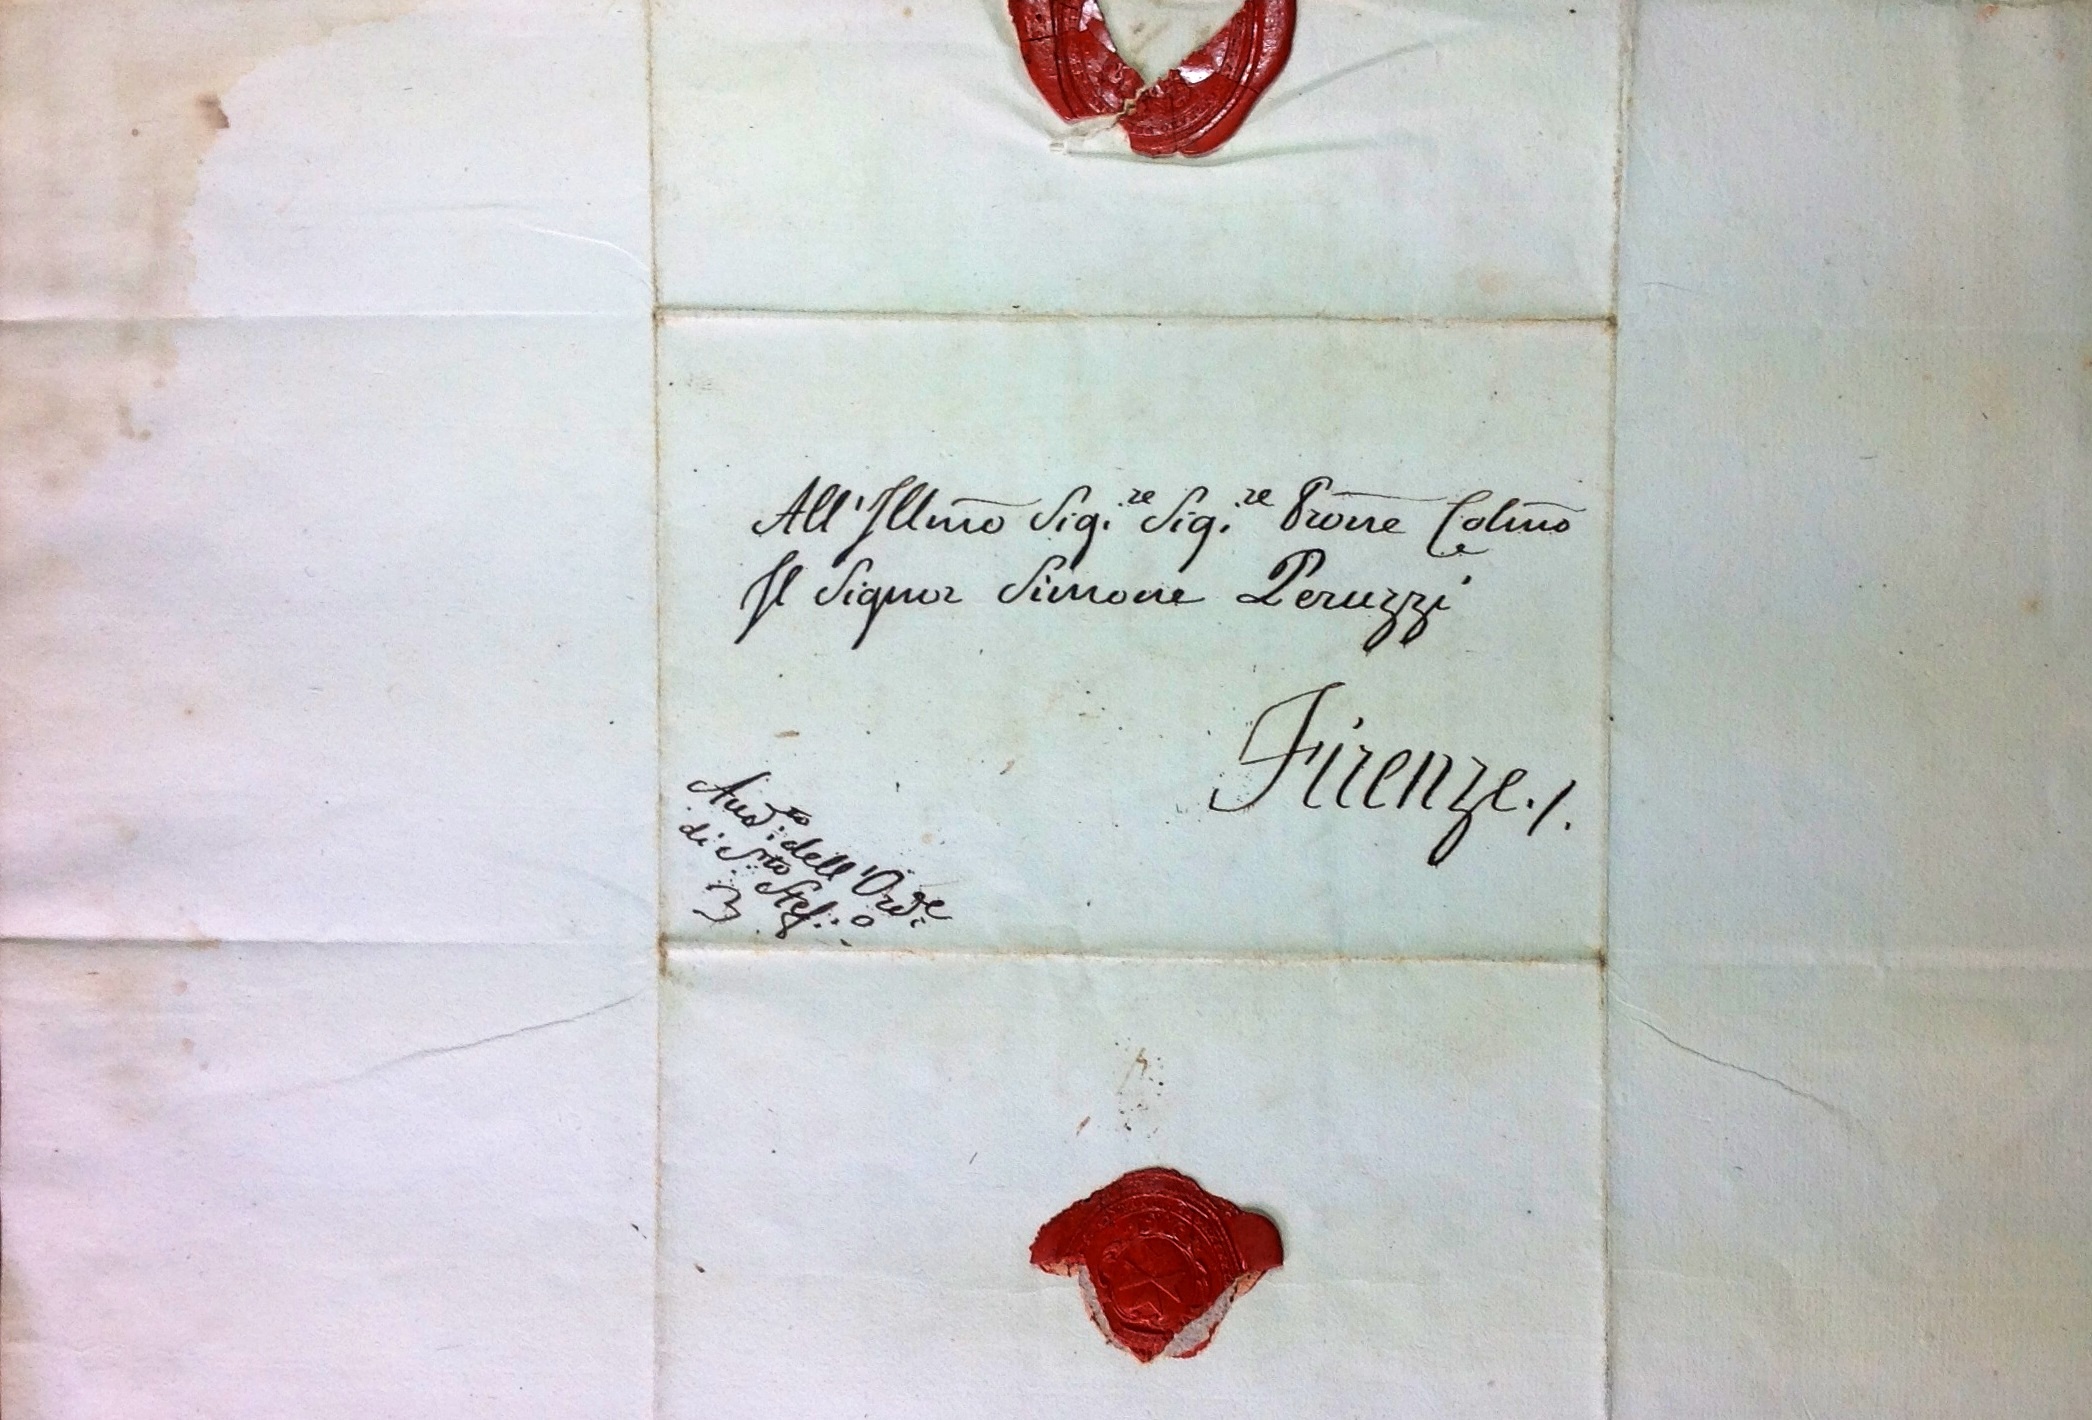 All'Illmo Sig.re Sig.re Prone Colmo
Il Signor Simone Peruzzi
Firenze./.
Aud.to dell'Ord.e
di S.to Stef.o